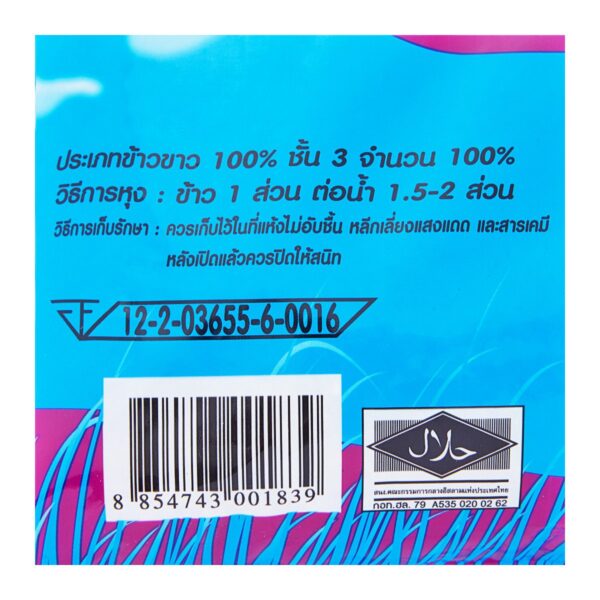 ประเภทข้าวขาว 100% ชั้น 3 จำนวน 100%
วิธีการหุง : ข้าว 1 ส่วน ต่อน้ำ 1.5-2 ส่วน
วิธีการเก็บรักษา : ควรเก็บไว้ในที่แห้งไม่อับชื้น หลีกเลี่ยงแสงแดด และสารเคมี
หลังเปิดแล้วควรปิดให้สนิท
12-2-03655-6-0016
8 854743 001839
حلال
สนง.คณะกรรมการกลางอิสลามแห่งประเทศไทย
กอท.ฮล. 79 A535 020 02 62